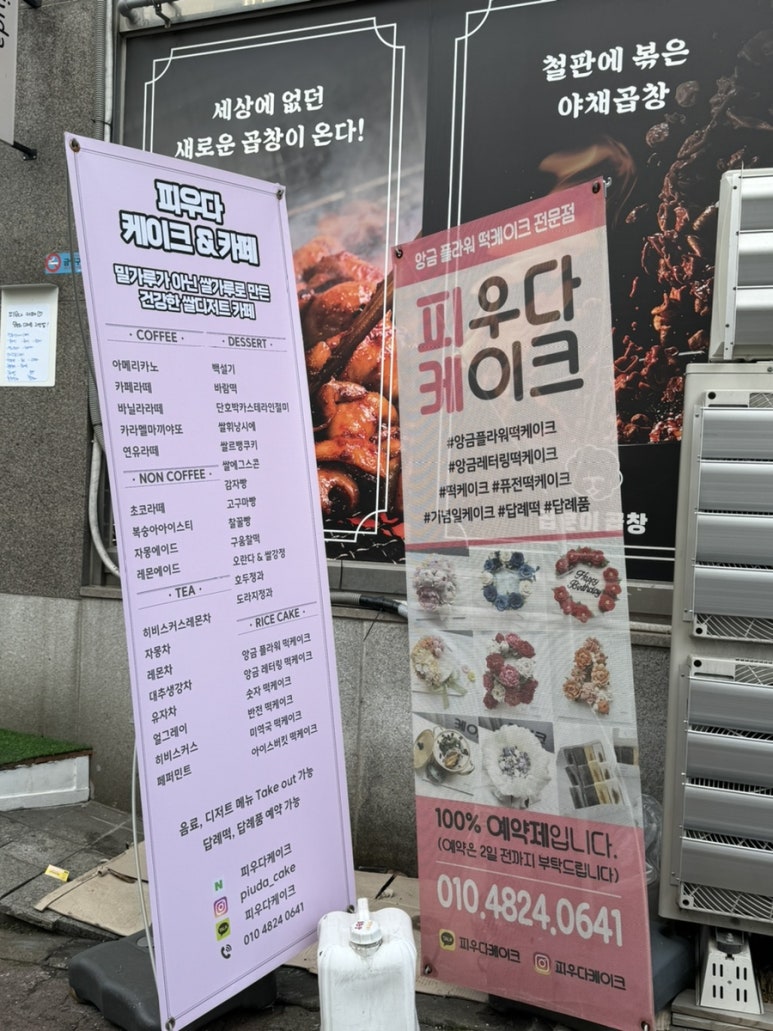 세상에 없던
새로운 곱창이 온다!
철판에 볶은
야채곱창
피우다
케이크 & 카페
밀가루가 아닌 쌀가루로 만든
건강한 쌀디저트 카페
· COFFEE ·
아메리카노
카페라떼
바닐라라떼
카라멜마끼야또
연유라떼
· NON COFFEE ·
초코라떼
복숭아아이스티
자몽에이드
레몬에이드
· TEA ·
히비스커스레몬차
자몽차
레몬차
대추생강차
유자차
얼그레이
히비스커스
페퍼민트
· DESSERT ·
백설기
바람떡
단호박카스테라인절미
쌀휘낭시에
쌀르뱅쿠키
쌀에그스콘
감자빵
고구마빵
찰꿀빵
구움찰떡
오란다 & 쌀강정
호두정과
도라지정과
· RICE CAKE ·
앙금 플라워 떡케이크
앙금 레터링 떡케이크
숫자 떡케이크
반전 떡케이크
미역국 떡케이크
아이스버킷 떡케이크
음료, 디저트 메뉴 Take out 가능
답례떡, 답례품 예약 가능
N 피우다케이크
piuda_cake
피우다케이크
010 4824 0641
앙금 플라워 떡케이크 전문점
피우다
케이크
#앙금플라워떡케이크
#앙금레터링떡케이크
#떡케이크 #퓨전떡케이크
#기념일케이크 #답례떡 #답례품
곱창
Happy
Birthday
100% 예약제입니다.
(예약은 2일 전까지 부탁드립니다)
010.4824.0641
피우다케이크
피우다케이크